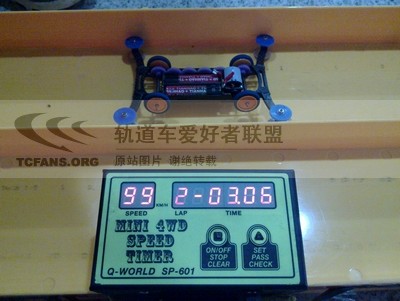 轨道车爱好者联盟
TCFANS.ORG
原站图片 谢绝转载
99 KM/H 2-03.06
SPEED LAP TIME
MINI 4WD
SPEED
TIMER
Q-WORLD SP-601
ON/OFF
STOP
CLEAR
SET
PASS
CHECK